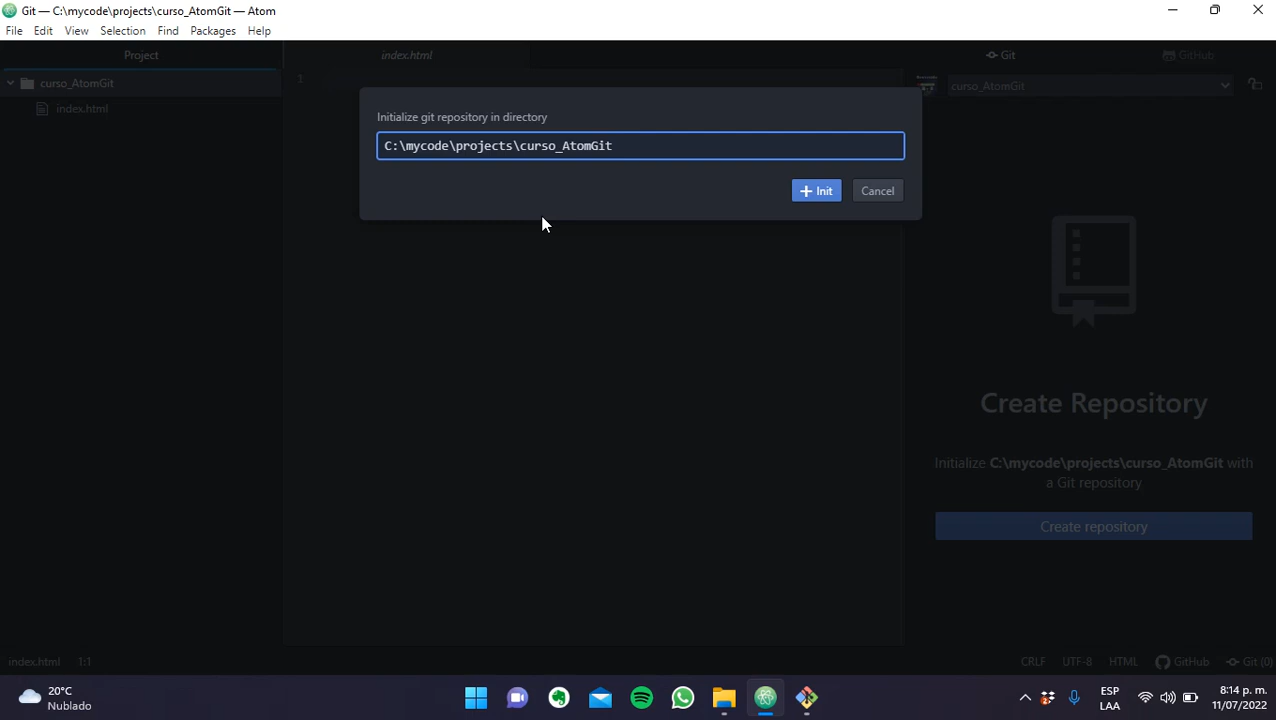 Git — C:\mycode\projects\curso_AtomGit — Atom
File Edit View Selection Find Packages Help
Project
index.html
Git
GitHub
curso_AtomGit
curso_AtomGit
index.html
1
Initialize git repository in directory
C:\mycode\projects\curso_AtomGit
Init
Cancel
Create Repository
Initialize C:\mycode\projects\curso_AtomGit with
a Git repository
Create repository
index.html 1:1
CRLF UTF-8 HTML GitHub Git (0)
20°C
Nublado
ESP
LAA
8:14 p. m.
11/07/2022